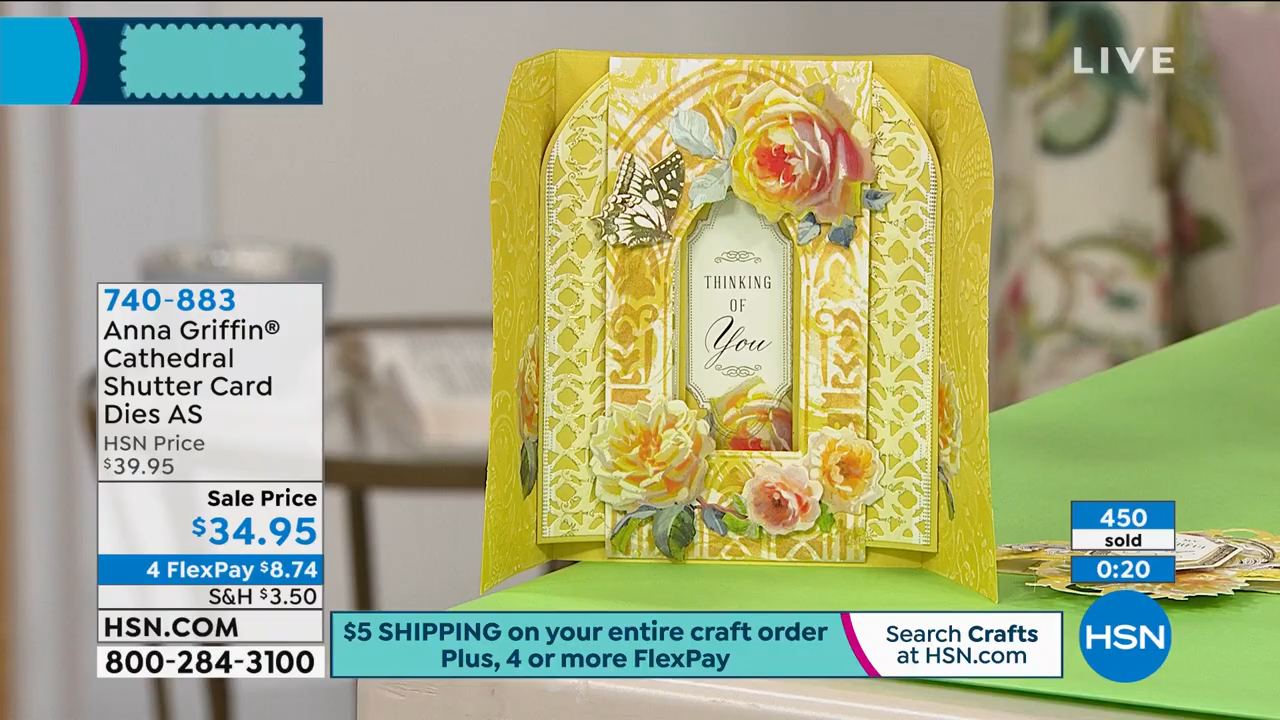 LIVE
THINKING
OF
You
740-883
Anna Griffin®
Cathedral
Shutter Card
Dies AS
HSN Price
$39.95
Sale Price
$34.95
4 FlexPay $8.74
S&H $3.50
HSN.COM
800-284-3100
$5 SHIPPING on your entire craft order
Plus, 4 or more FlexPay
Search Crafts
at HSN.com
450
sold
0:20
HSN